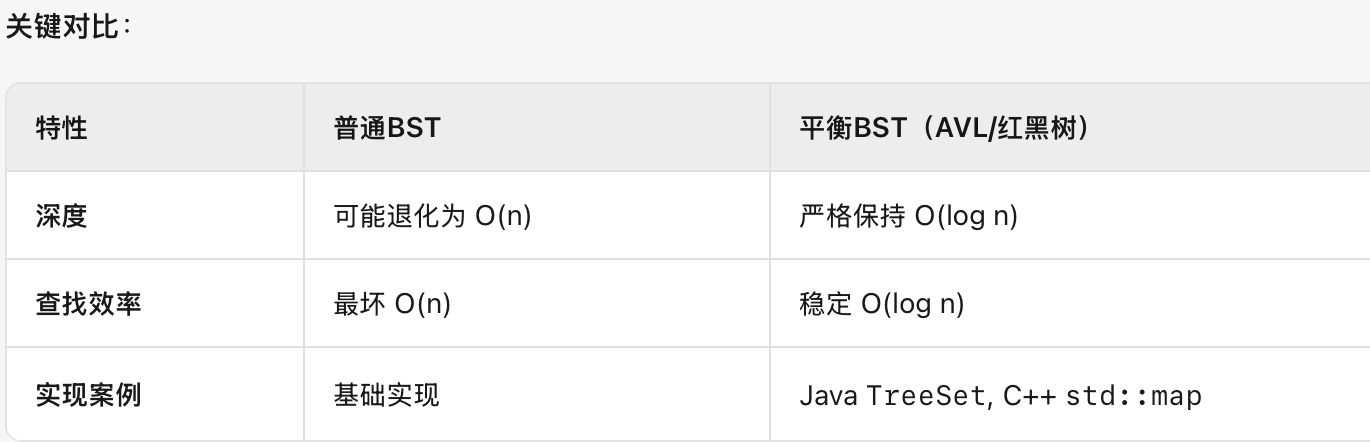 关键对比：
特性 普通BST 平衡BST（AVL/红黑树）
深度 可能退化为 O(n) 严格保持 O(log n)
查找效率 最坏 O(n) 稳定 O(log n)
实现案例 基础实现 Java TreeSet, C++ std::map